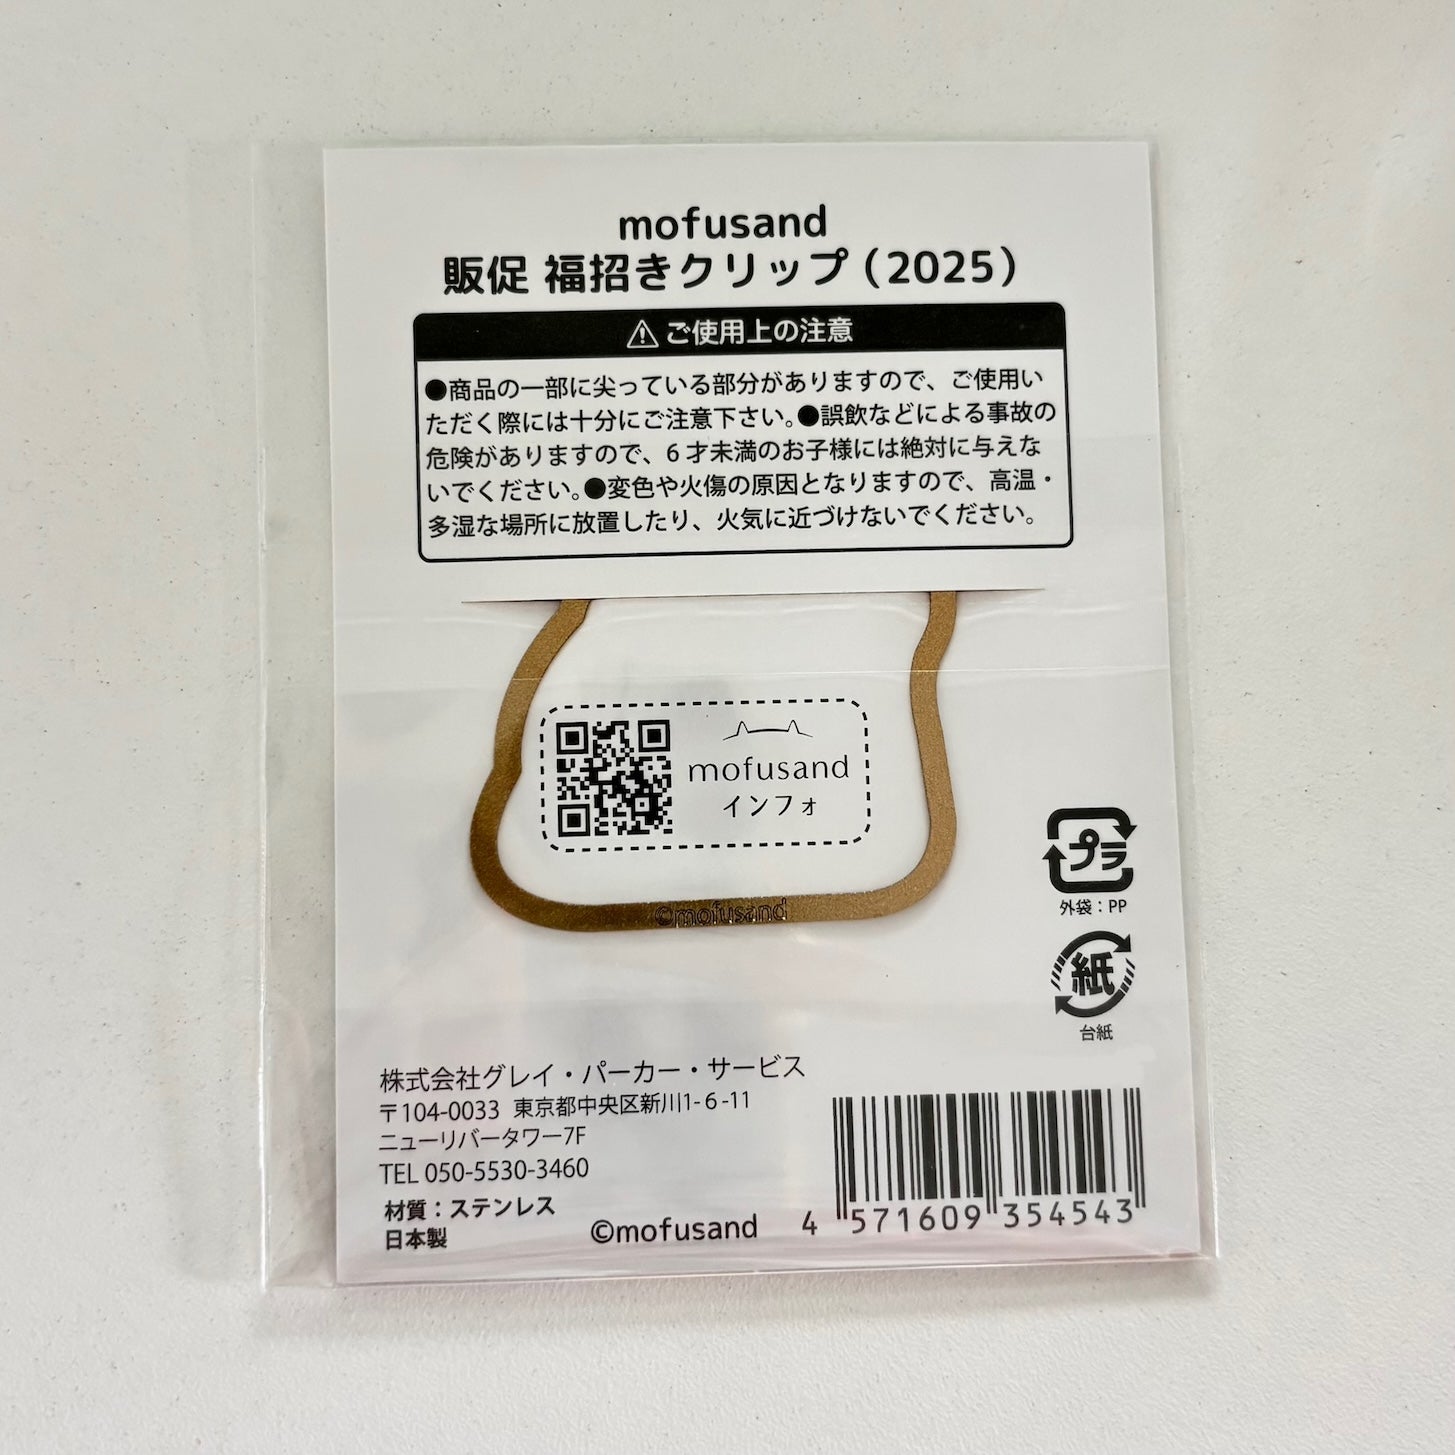 mofusand
販促 福招きクリップ（2025）
⚠ご使用上の注意
●商品の一部に尖っている部分がありますので、ご使用い
ただく際には十分にご注意下さい。●誤飲などによる事故の
危険がありますので、6才未満のお子様には絶対に与えな
いでください。●変色や火傷の原因となりますので、高温・
多湿な場所に放置したり、火気に近づけないでください。
mofusand
インフォ
©mofusand
プラ
外袋：PP
紙
台紙
株式会社グレイ・パーカー・サービス
〒104-0033 東京都中央区新川1-6-11
ニューリバータワー7F
TEL 050-5530-3460
材質：ステンレス
日本製
©mofusand
4 571609 354543